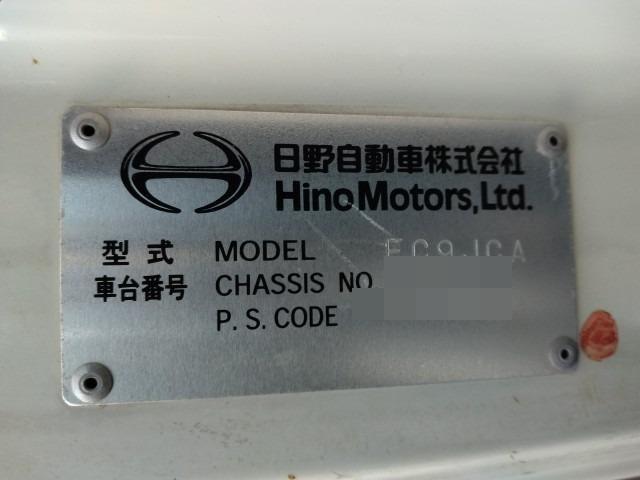 日野自動車株式会社
Hino Motors, Ltd.
型式 MODEL FC9JCA
車台番号 CHASSIS NO
P. S. CODE